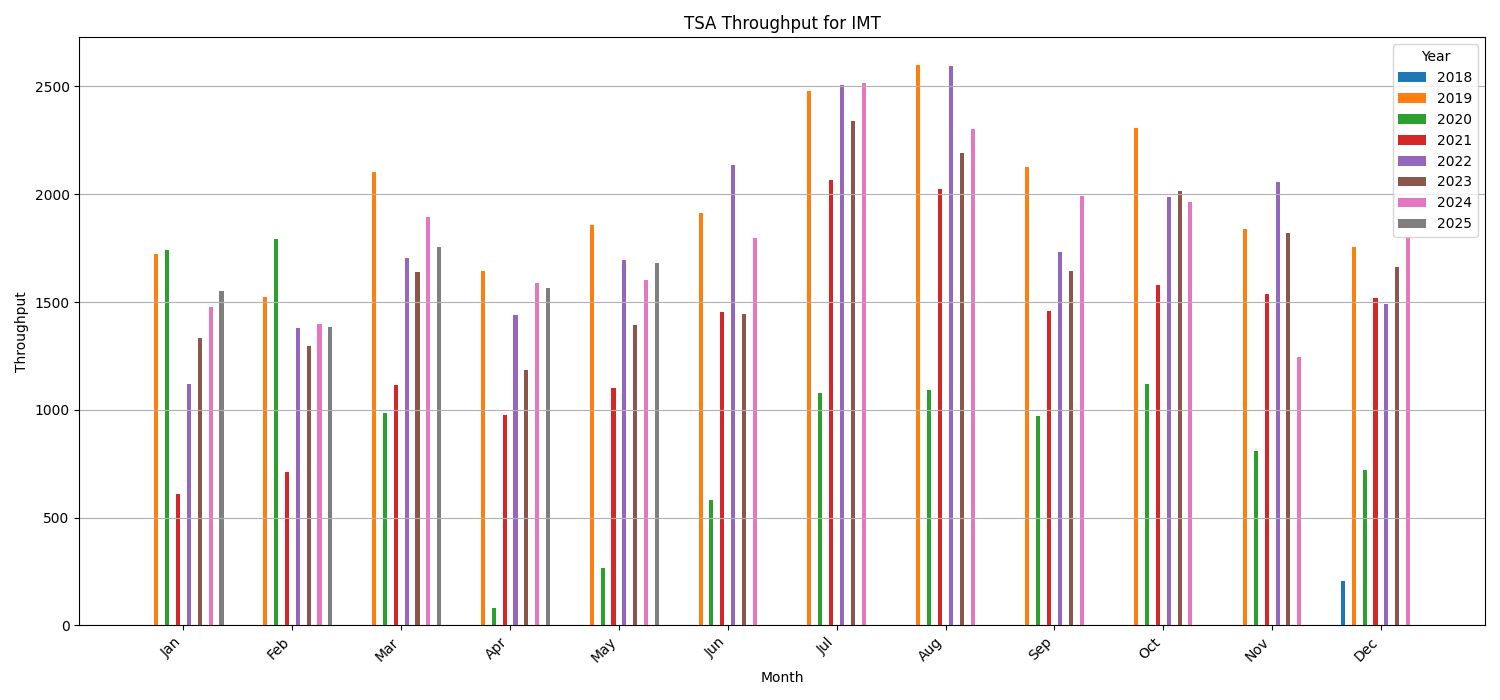 TSA Throughput for IMT
Throughput
2500
2000
1500
1000
500
0
Year
2018
2019
2020
2021
2022
2023
2024
2025
Jan
Feb
Mar
Apr
May
Jun
Jul
Aug
Sep
Oct
Nov
Dec
Month